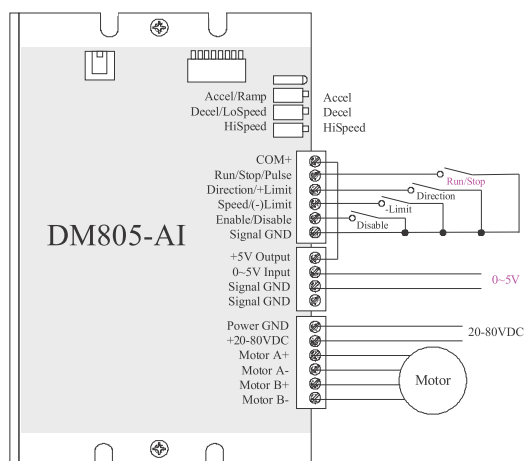 Accel/Ramp Accel
Decel/LoSpeed Decel
HiSpeed HiSpeed
COM+
Run/Stop/Pulse Run/Stop
Direction/+Limit Direction
Speed/(-)Limit -Limit
Enable/Disable Disable
Signal GND
DM805-AI
+5V Output
0~5V Input 0~5V
Signal GND
Signal GND
Power GND
+20-80VDC 20-80VDC
Motor A+
Motor A-
Motor B+
Motor B-
Motor